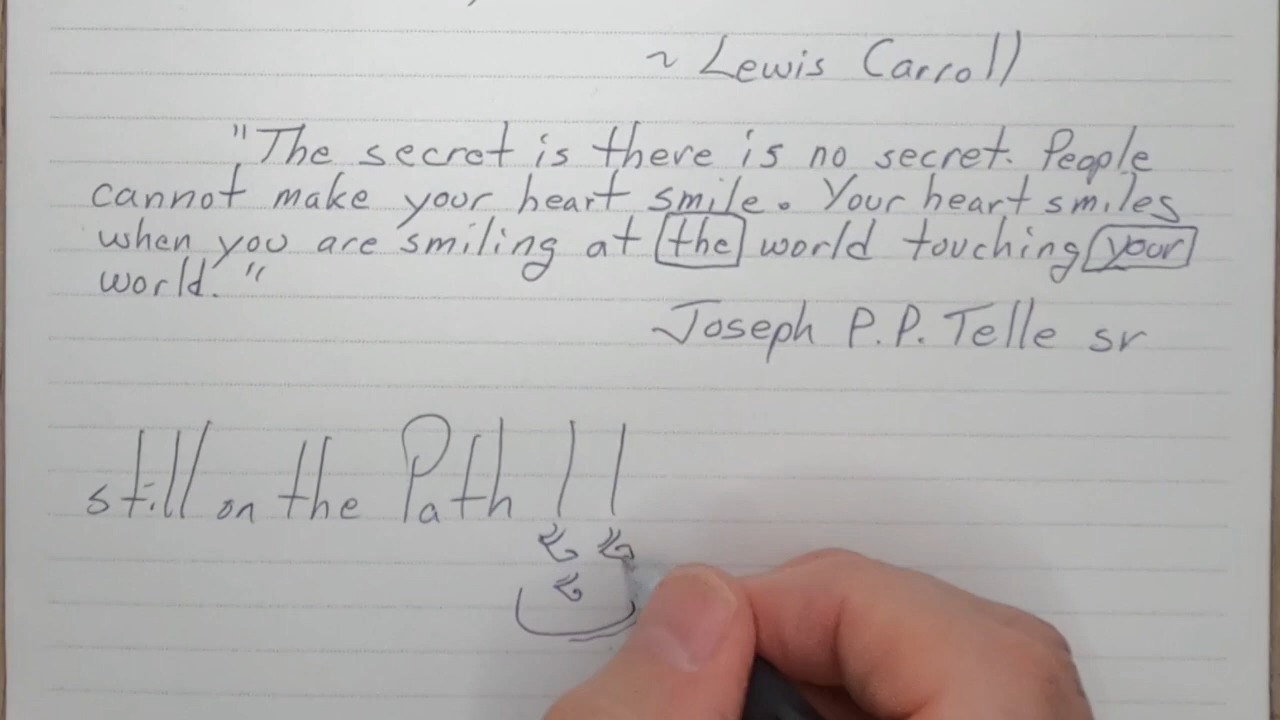 ~ Lewis Carroll
"The secret is there is no secret. People
cannot make your heart smile. Your heart smiles
when you are smiling at the world touching your
world."
~Joseph P.P. Telle sr
still on the Path !!